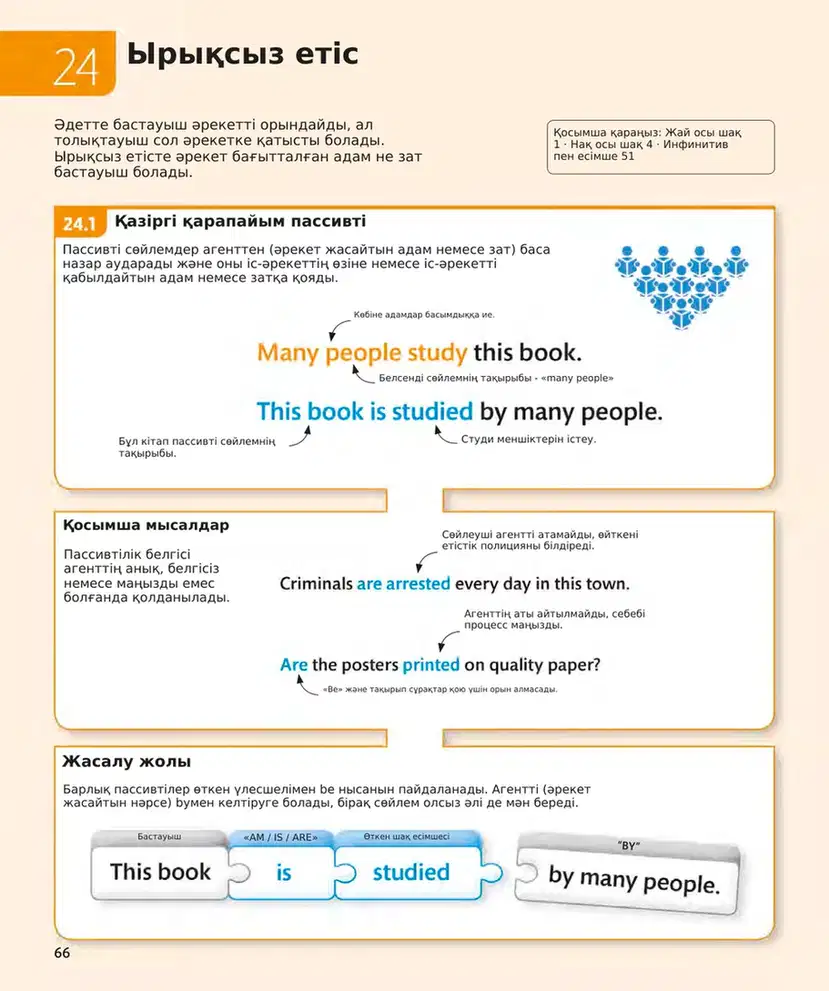 24
Ырықсыз етіс
Әдетте бастауыш әрекетті орындайды, ал
толықтауыш сол әрекетке қатысты болады.
Ырықсыз етісте әрекет бағытталған адам не зат
бастауыш болады.
Қосымша қараңыз: Жай осы шақ
1 · Нақ осы шақ 4 · Инфинитив
пен есімше 51
24.1 Қазіргі қарапайым пассивті
Пассивті сөйлемдер агенттен (әрекет жасайтын адам немесе зат) баса
назар аударады және оны іс-әрекеттің өзіне немесе іс-әрекетті
қабылдайтын адам немесе затқа қояды.
Көбіне адамдар басымдыққа ие.
Many people study this book.
Белсенді сөйлемнің тақырыбы - «many people»
This book is studied by many people.
Бұл кітап пассивті сөйлемнің
тақырыбы.
Студи меншіктерін істеу.
Қосымша мысалдар
Пассивтілік белгісі
агенттің анық, белгісіз
немесе маңызды емес
болғанда қолданылады.
Сөйлеуші агентті атамайды, өйткені
етістік полицияны білдіреді.
Criminals are arrested every day in this town.
Агенттің аты айтылмайды, себебі
процесс маңызды.
Are the posters printed on quality paper?
«Be» және тақырып сұрақтар қою үшін орын алмасады.
Жасалу жолы
Барлық пассивтілер өткен үлесшелімен be нысанын пайдаланады. Агентті (әрекет
жасайтын нәрсе) byмен келтіруге болады, бірақ сөйлем олсыз әлі де мән береді.
Бастауыш «AM / IS / ARE» Өткен шақ есімшесі "BY"
This book is studied by many people.
66